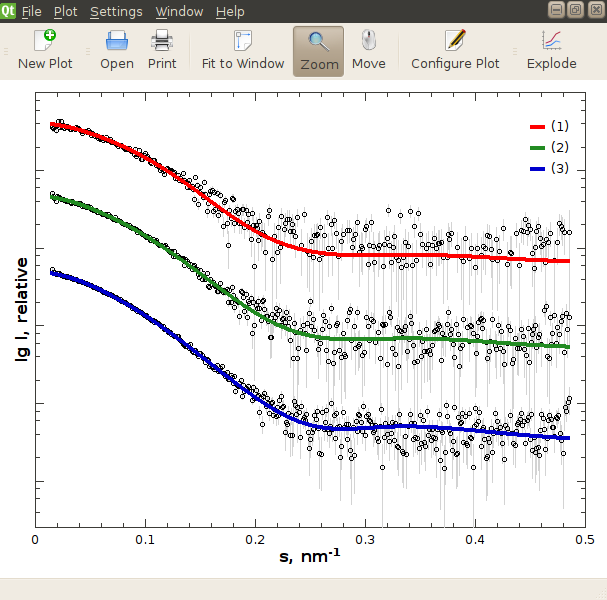 Qt File Plot Settings Window Help
New Plot Open Print Fit to Window Zoom Move Configure Plot Explode
(1)
(2)
(3)
lg I, relative
0 0.1 0.2 0.3 0.4 0.5
s, nm⁻¹